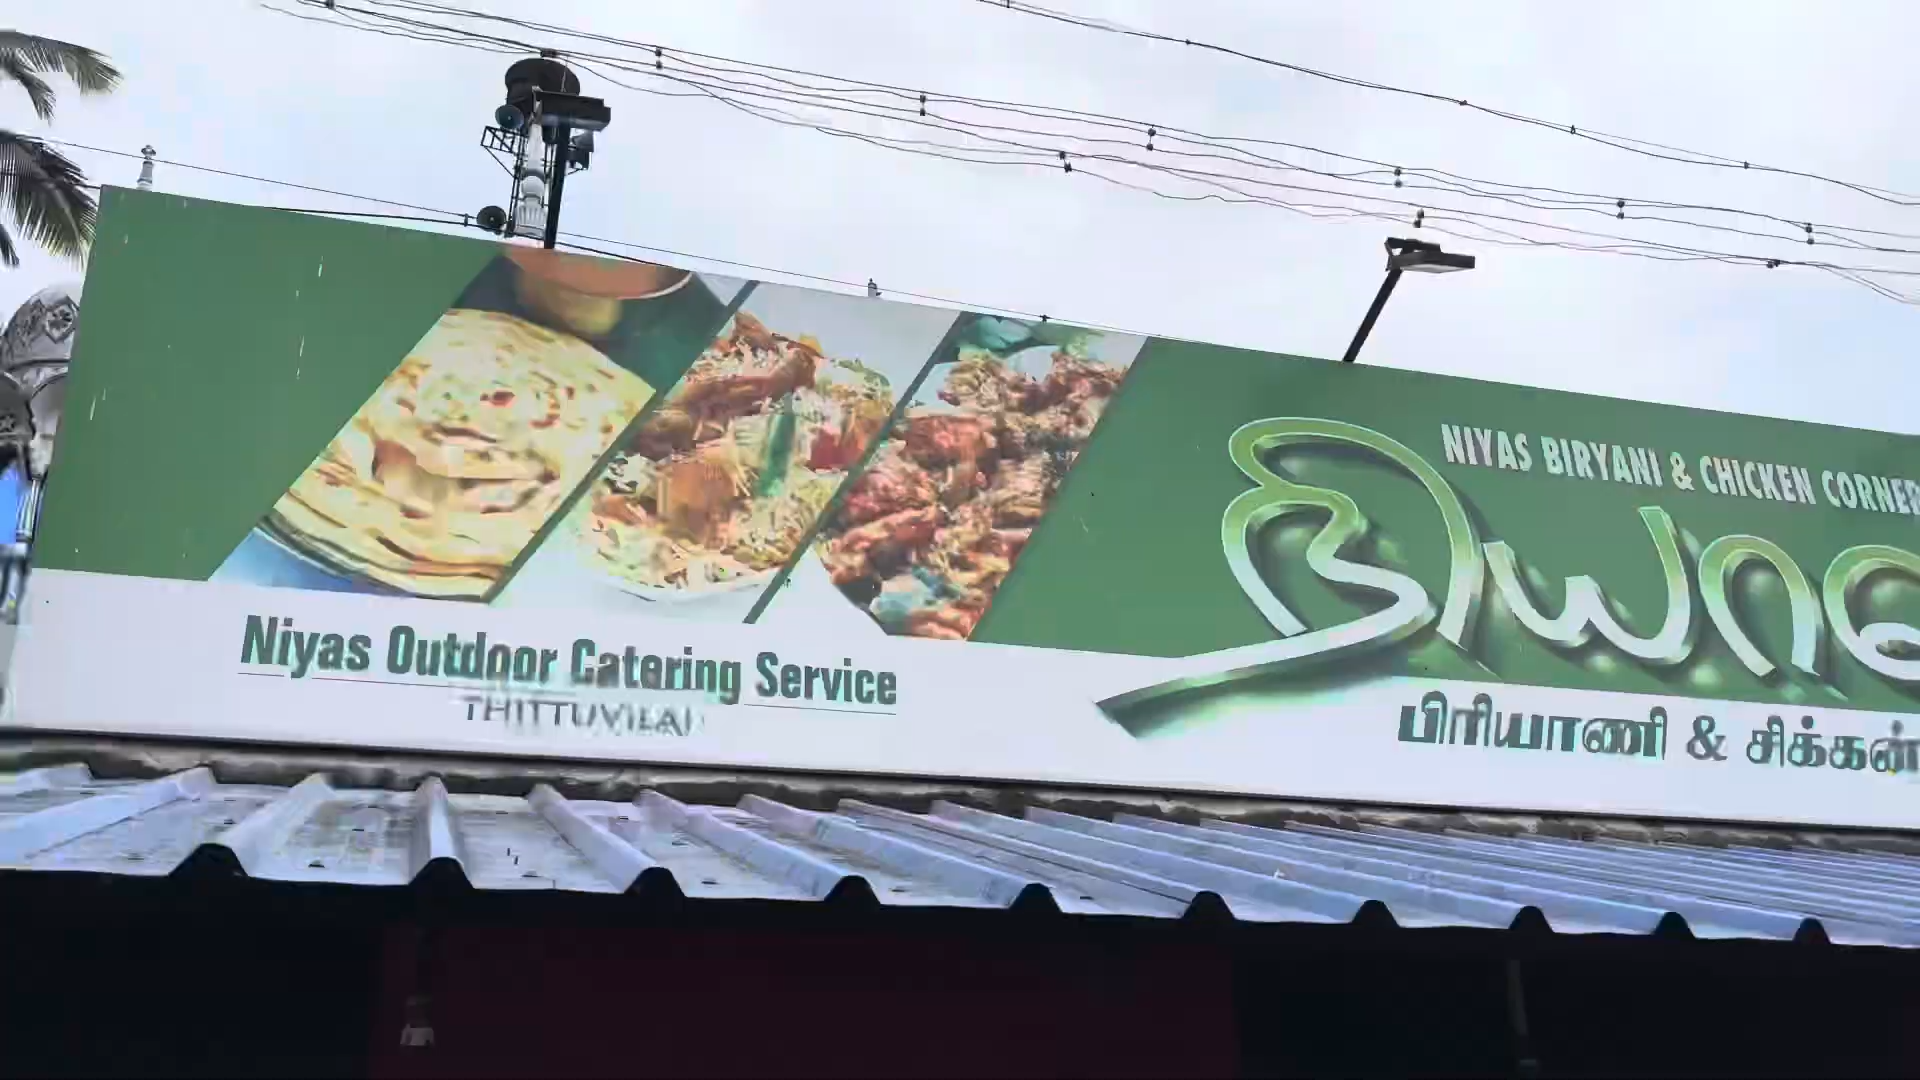 NIYAS BIRYANI & CHICKEN CORNER
நியா
பிரியாணி & சிக்கன்
Niyas Outdoor Catering Service
THITTUVILAI